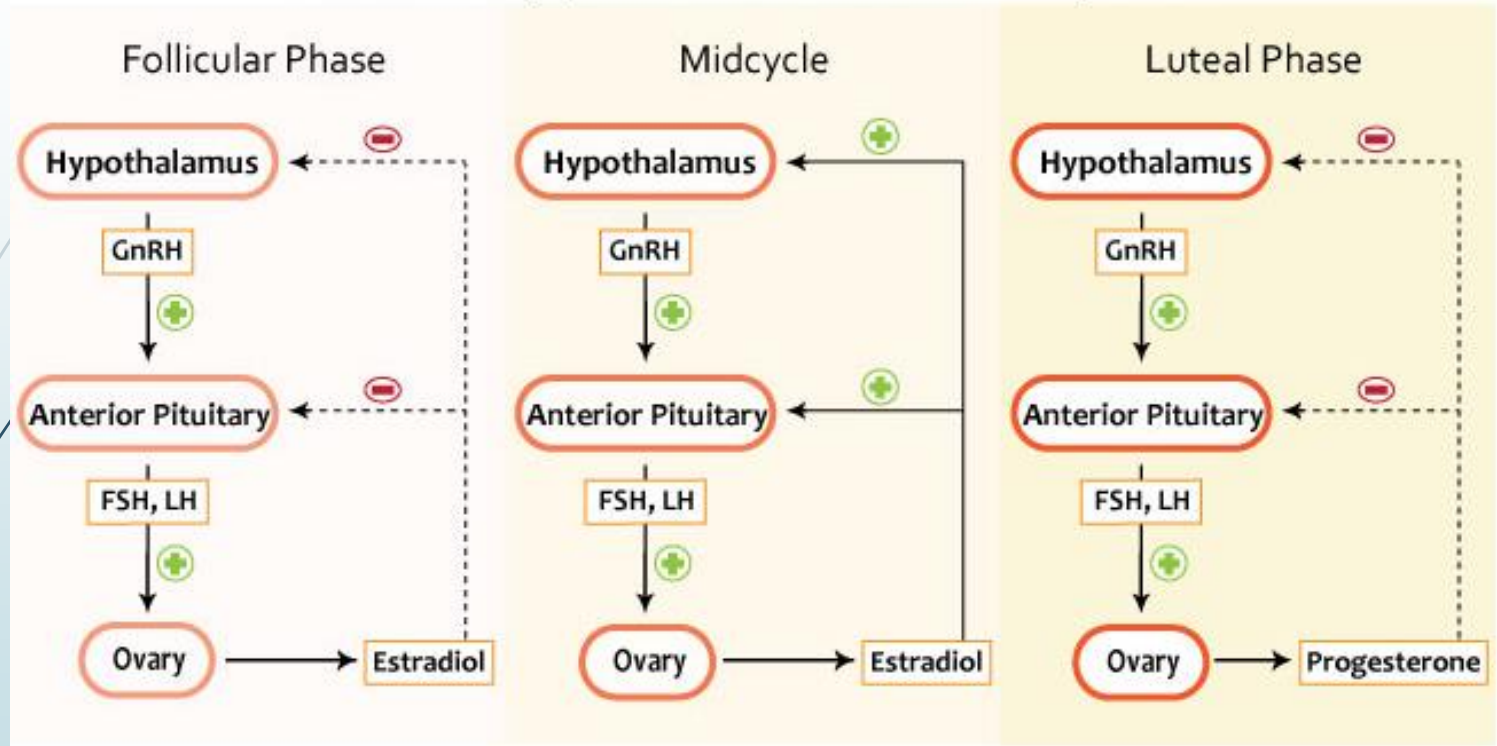 Follicular Phase
Hypothalamus
GnRH
Anterior Pituitary
FSH, LH
Ovary
Estradiol
Midcycle
Hypothalamus
GnRH
Anterior Pituitary
FSH, LH
Ovary
Estradiol
Luteal Phase
Hypothalamus
GnRH
Anterior Pituitary
FSH, LH
Ovary
Progesterone